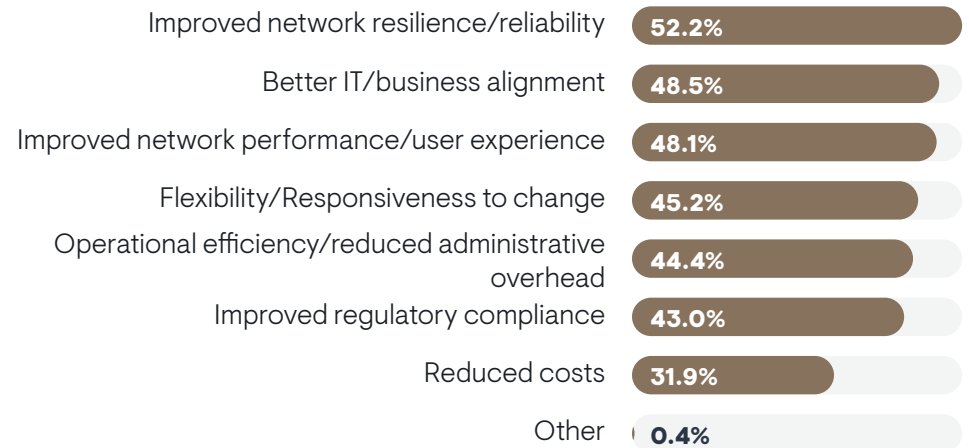 Improved network resilience/reliability 52.2%
Better IT/business alignment 48.5%
Improved network performance/user experience 48.1%
Flexibility/Responsiveness to change 45.2%
Operational efficiency/reduced administrative
overhead 44.4%
Improved regulatory compliance 43.0%
Reduced costs 31.9%
Other 0.4%